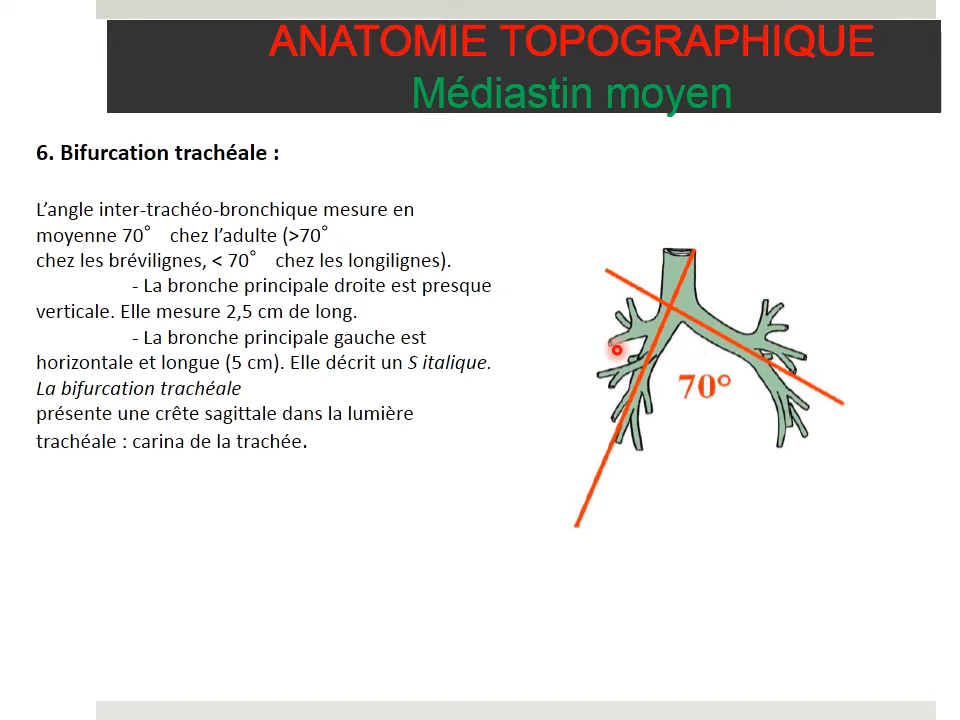 ANATOMIE TOPOGRAPHIQUE
Médiastin moyen
6. Bifurcation trachéale :
L’angle inter-trachéo-bronchique mesure en
moyenne 70° chez l’adulte (>70°
chez les brévilignes, < 70° chez les longilignes).
- La bronche principale droite est presque
verticale. Elle mesure 2,5 cm de long.
- La bronche principale gauche est
horizontale et longue (5 cm). Elle décrit un S italique.
La bifurcation trachéale
présente une crête sagittale dans la lumière
trachéale : carina de la trachée.
70°